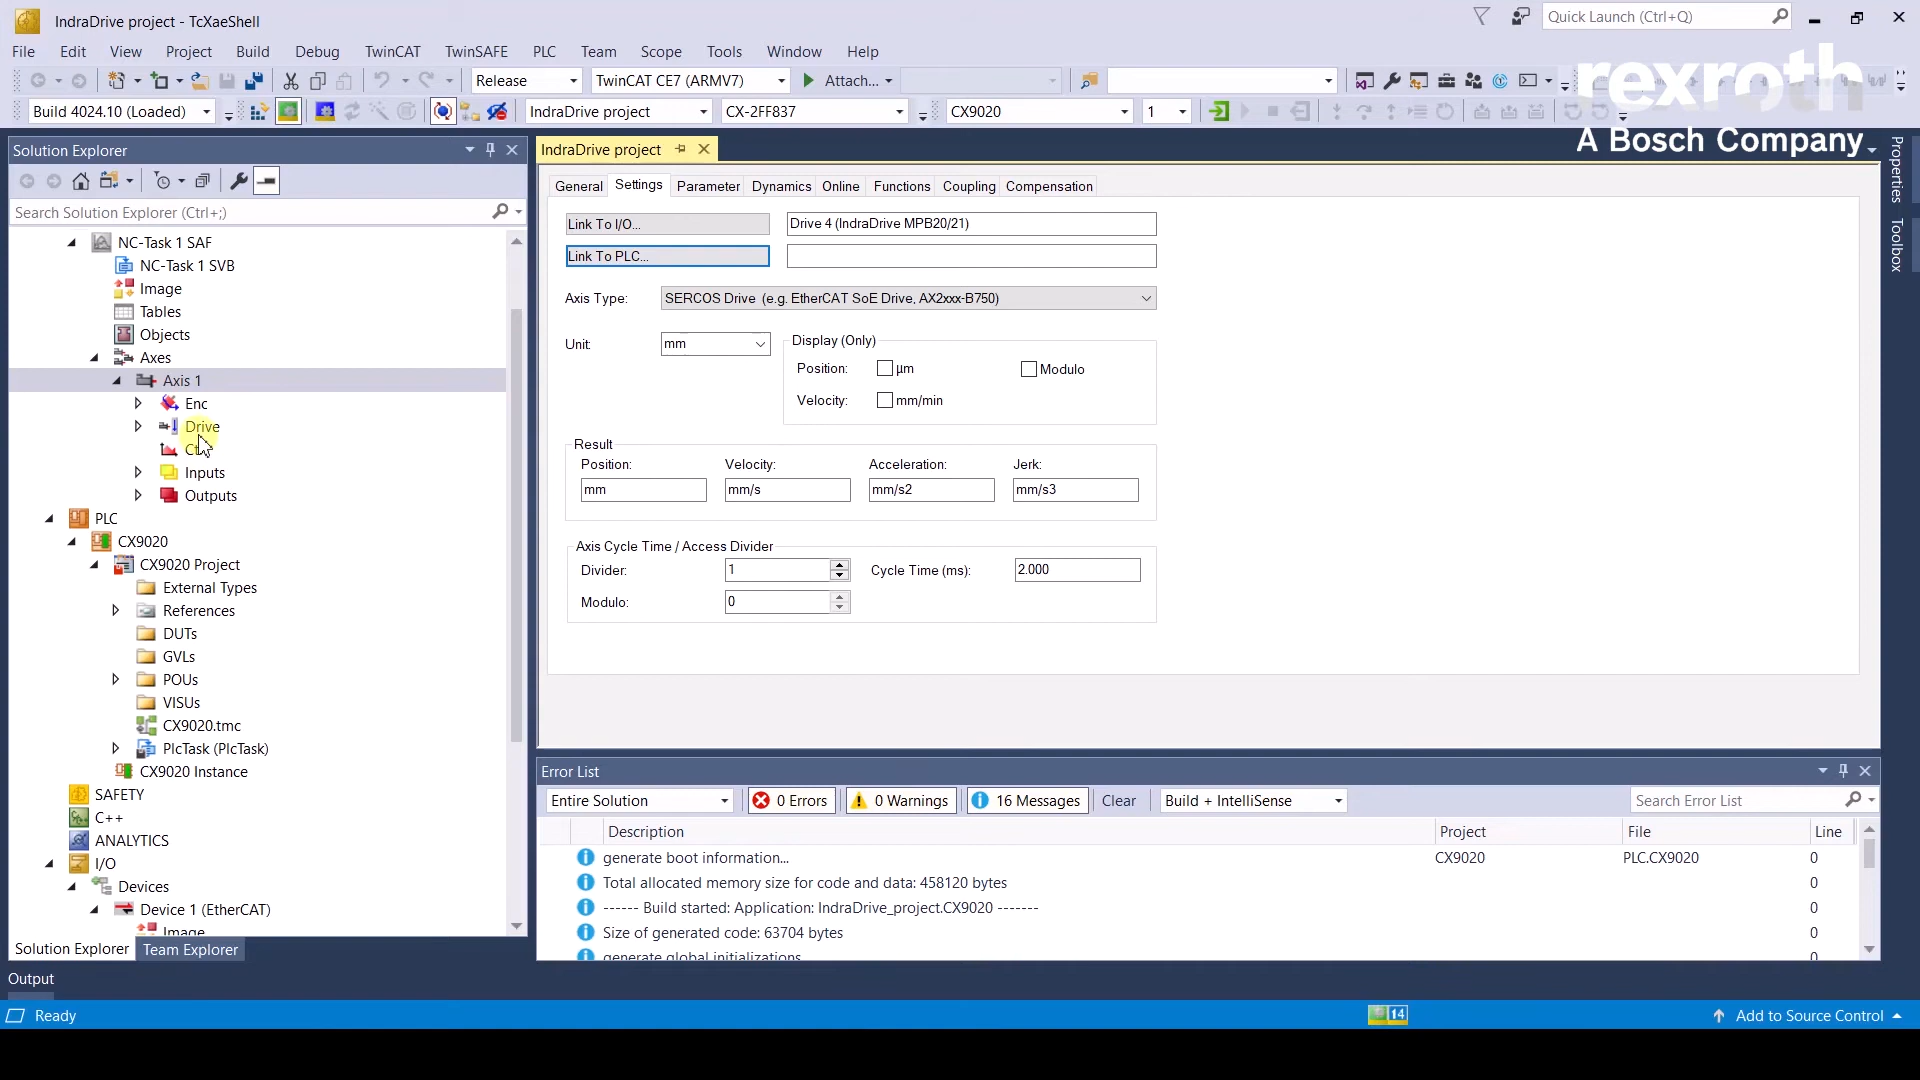 IndraDrive project - TcXaeShell
Quick Launch (Ctrl+Q)
File Edit View Project Build Debug TwinCAT TwinSAFE PLC Team Scope Tools Window Help
Release TwinCAT CE7 (ARMV7) Attach...
rexroth
A Bosch Company
Build 4024.10 (Loaded) IndraDrive project CX-2FF837 CX9020 1
Solution Explorer
Search Solution Explorer (Ctrl+;)
NC-Task 1 SAF
NC-Task 1 SVB
Image
Tables
Objects
Axes
Axis 1
Enc
Drive
Inputs
Outputs
PLC
CX9020
CX9020 Project
External Types
References
DUTs
GVLs
POUs
VISUs
CX9020.tmc
PlcTask (PlcTask)
CX9020 Instance
SAFETY
C++
ANALYTICS
I/O
Devices
Device 1 (EtherCAT)
Image
Solution Explorer Team Explorer
IndraDrive project
General Settings Parameter Dynamics Online Functions Coupling Compensation
Link To I/O... Drive 4 (IndraDrive MPB20/21)
Link To PLC...
Axis Type: SERCOS Drive (e.g. EtherCAT SoE Drive, AX2xxx-B750)
Unit: mm
Display (Only)
Position: µm Modulo
Velocity: mm/min
Result
Position: Velocity: Acceleration: Jerk:
mm mm/s mm/s2 mm/s3
Axis Cycle Time / Access Divider
Divider: 1 Cycle Time (ms): 2.000
Modulo: 0
Properties
Toolbox
Error List
Entire Solution 0 Errors 0 Warnings 16 Messages Clear Build + IntelliSense Search Error List
Description Project File Line
generate boot information... CX9020 PLC.CX9020 0
Total allocated memory size for code and data: 458120 bytes 0
------ Build started: Application: IndraDrive_project.CX9020 ------- 0
Size of generated code: 63704 bytes 0
generate global initializations 0
Output
Ready 14 Add to Source Control